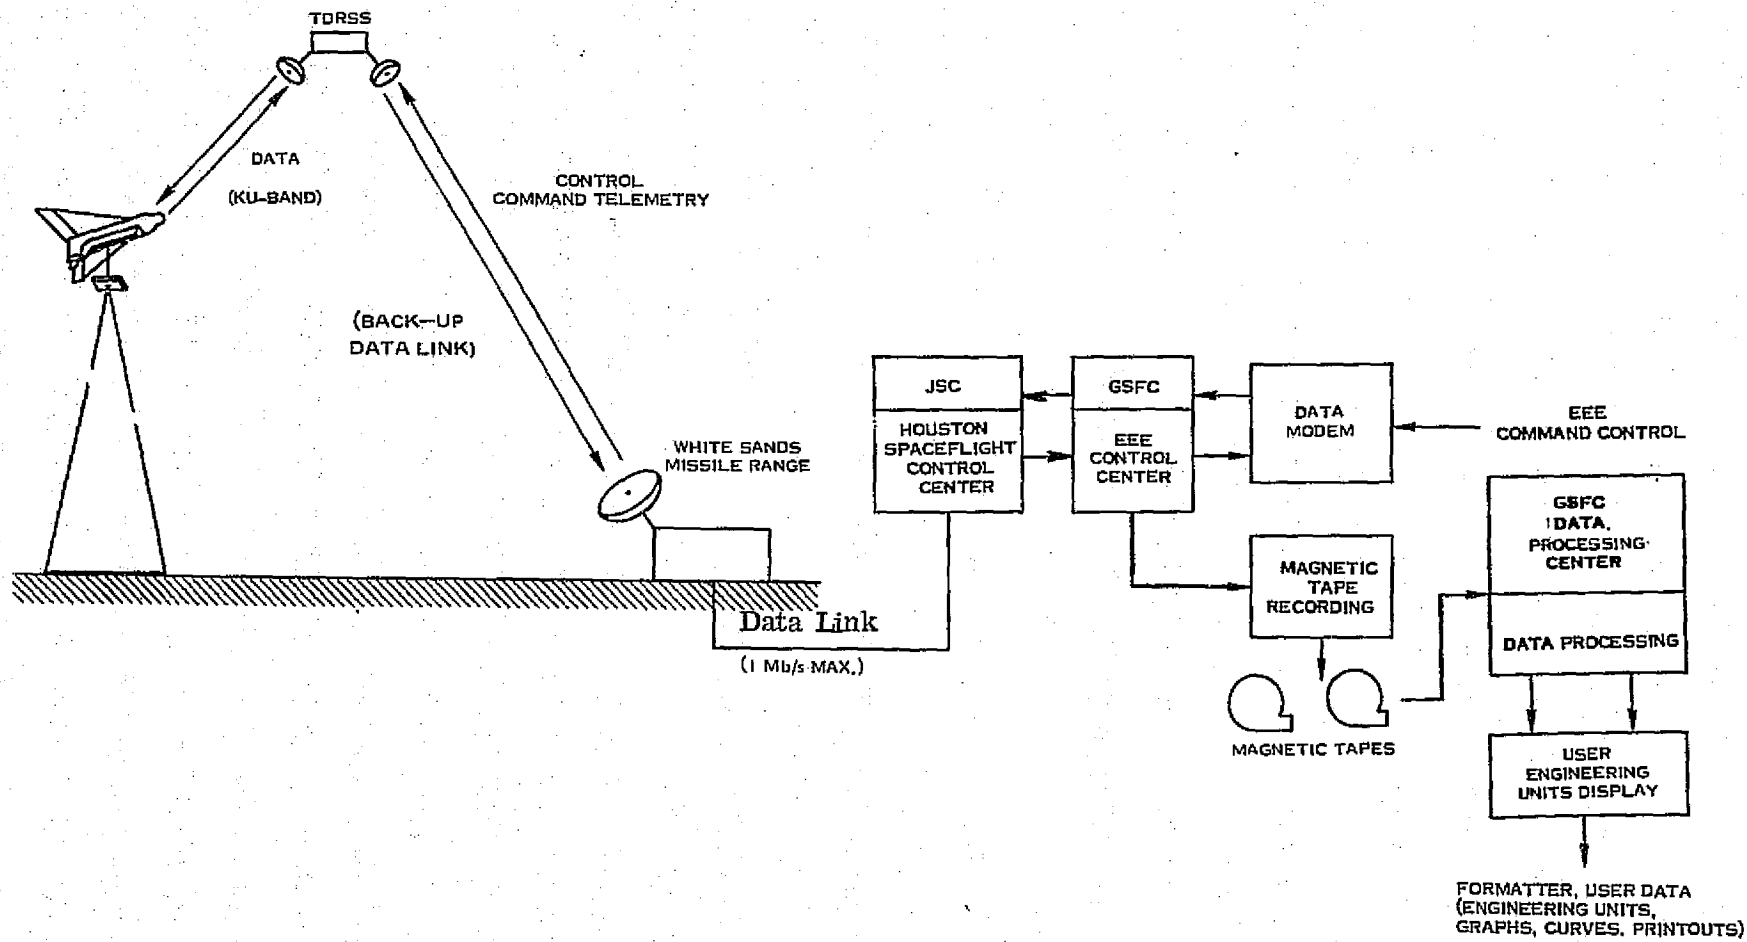 TDRSS
DATA
(KU-BAND)
CONTROL
COMMAND TELEMETRY
(BACK-UP
DATA LINK)
WHITE SANDS
MISSILE RANGE
Data Link
(1 Mb/s MAX.)
JSC
HOUSTON
SPACEFLIGHT
CONTROL
CENTER
GSFC
EEE
CONTROL
CENTER
DATA
MODEM
EEE
COMMAND CONTROL
MAGNETIC
TAPE
RECORDING
MAGNETIC TAPES
GSFC
DATA.
PROCESSING
CENTER
DATA PROCESSING
USER
ENGINEERING
UNITS DISPLAY
FORMATTER, USER DATA
(ENGINEERING UNITS,
GRAPHS, CURVES, PRINTOUTS)